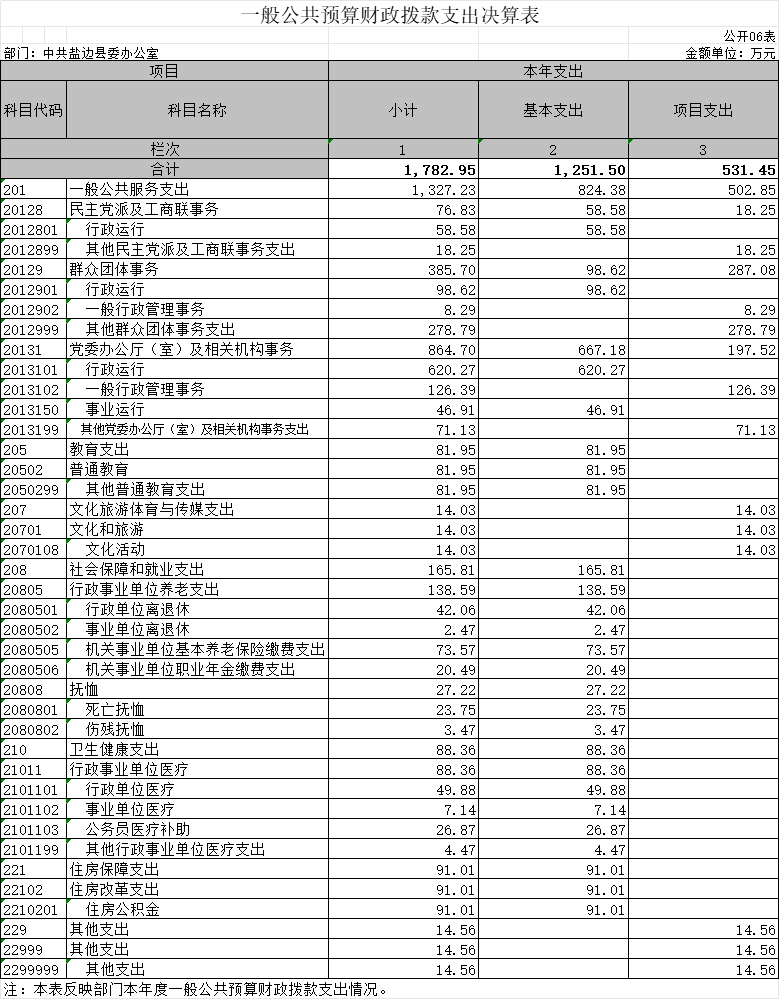 一般公共预算财政拨款支出决算表
公开06表
部门：中共盐边县委办公室 金额单位：万元
项目 本年支出
科目代码 科目名称 小计 基本支出 项目支出
栏次 1 2 3
合计 1,782.95 1,251.50 531.45
201 一般公共服务支出 1,327.23 824.38 502.85
20128 民主党派及工商联事务 76.83 58.58 18.25
2012801 行政运行 58.58 58.58
2012899 其他民主党派及工商联事务支出 18.25 18.25
20129 群众团体事务 385.70 98.62 287.08
2012901 行政运行 98.62 98.62
2012902 一般行政管理事务 8.29 8.29
2012999 其他群众团体事务支出 278.79 278.79
20131 党委办公厅（室）及相关机构事务 864.70 667.18 197.52
2013101 行政运行 620.27 620.27
2013102 一般行政管理事务 126.39 126.39
2013150 事业运行 46.91 46.91
2013199 其他党委办公厅（室）及相关机构事务支出 71.13 71.13
205 教育支出 81.95 81.95
20502 普通教育 81.95 81.95
2050299 其他普通教育支出 81.95 81.95
207 文化旅游体育与传媒支出 14.03 14.03
20701 文化和旅游 14.03 14.03
2070108 文化活动 14.03 14.03
208 社会保障和就业支出 165.81 165.81
20805 行政事业单位养老支出 138.59 138.59
2080501 行政单位离退休 42.06 42.06
2080502 事业单位离退休 2.47 2.47
2080505 机关事业单位基本养老保险缴费支出 73.57 73.57
2080506 机关事业单位职业年金缴费支出 20.49 20.49
20808 抚恤 27.22 27.22
2080801 死亡抚恤 23.75 23.75
2080802 伤残抚恤 3.47 3.47
210 卫生健康支出 88.36 88.36
21011 行政事业单位医疗 88.36 88.36
2101101 行政单位医疗 49.88 49.88
2101102 事业单位医疗 7.14 7.14
2101103 公务员医疗补助 26.87 26.87
2101199 其他行政事业单位医疗支出 4.47 4.47
221 住房保障支出 91.01 91.01
22102 住房改革支出 91.01 91.01
2210201 住房公积金 91.01 91.01
229 其他支出 14.56 14.56
22999 其他支出 14.56 14.56
2299999 其他支出 14.56 14.56
注：本表反映部门本年度一般公共预算财政拨款支出情况。